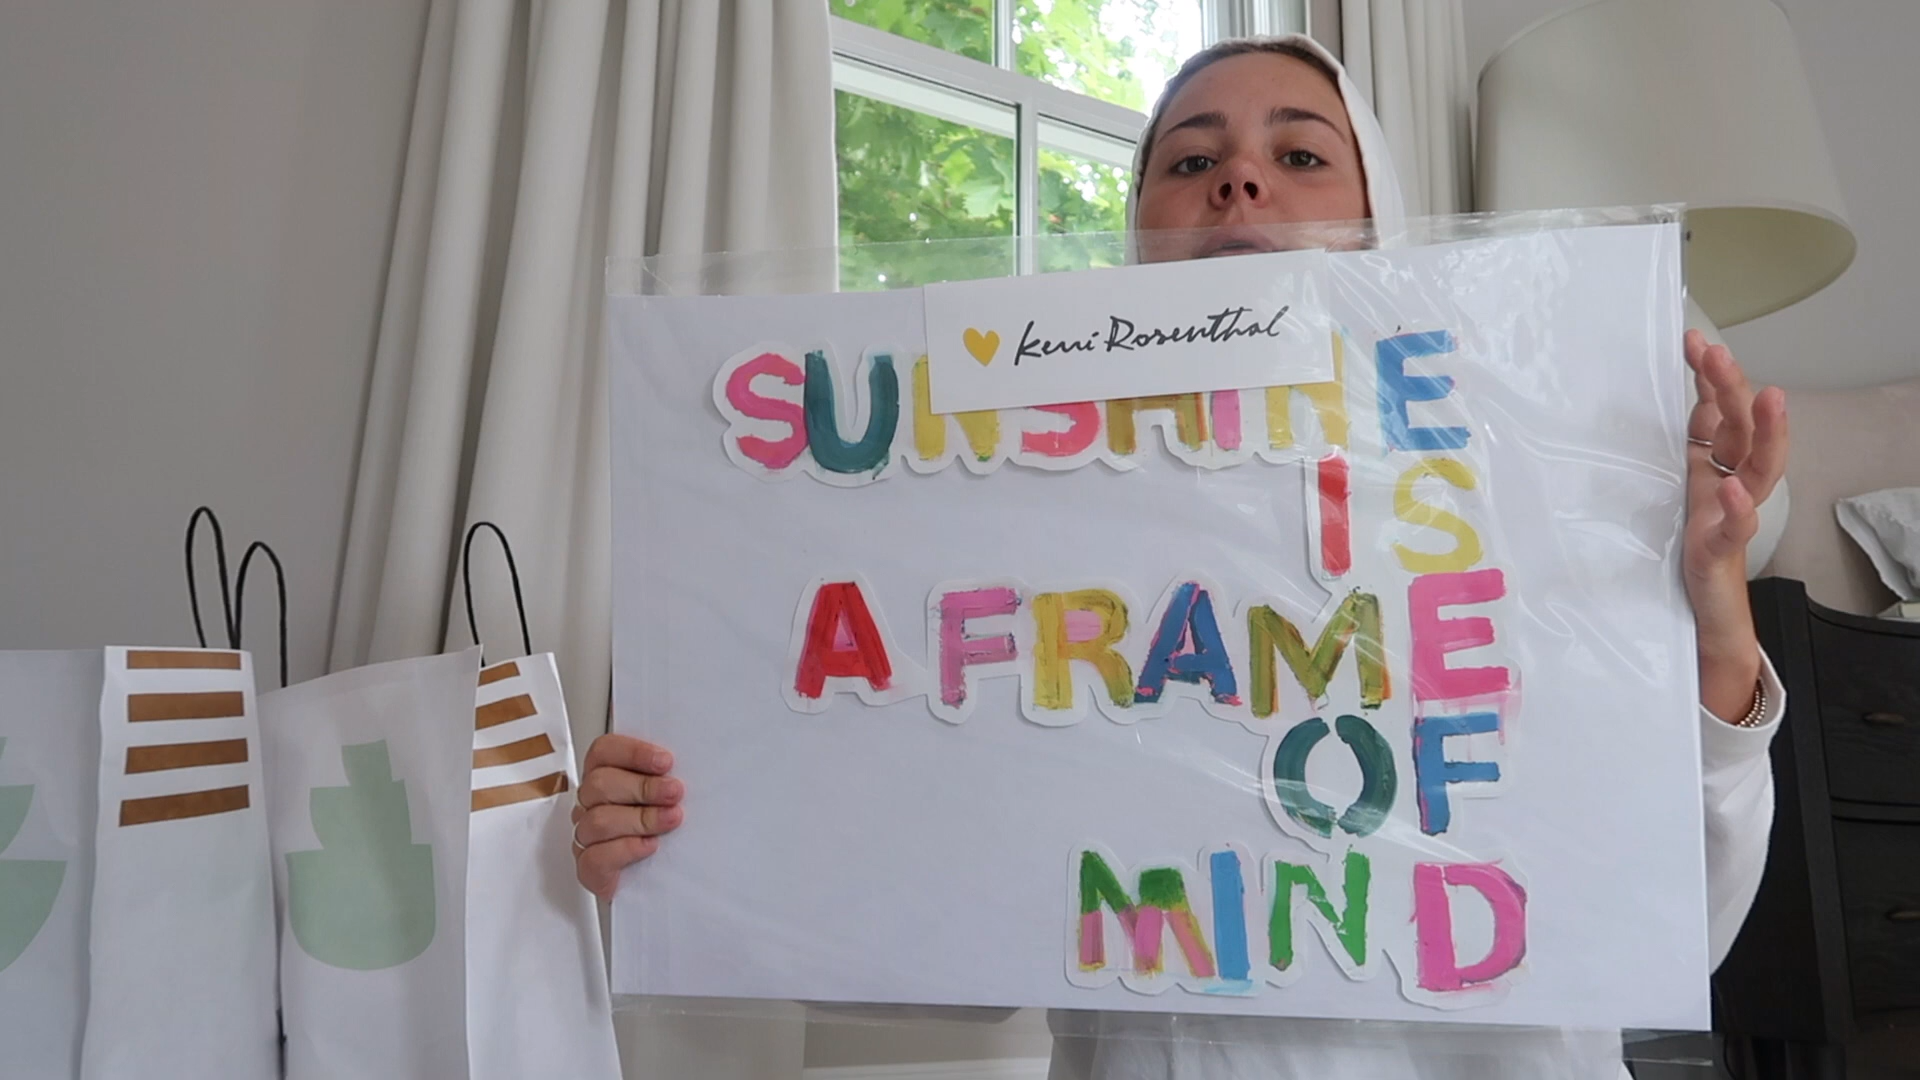 Kerri Rosenthal
SUNSHINE
IS
A FRAME
OF
MIND